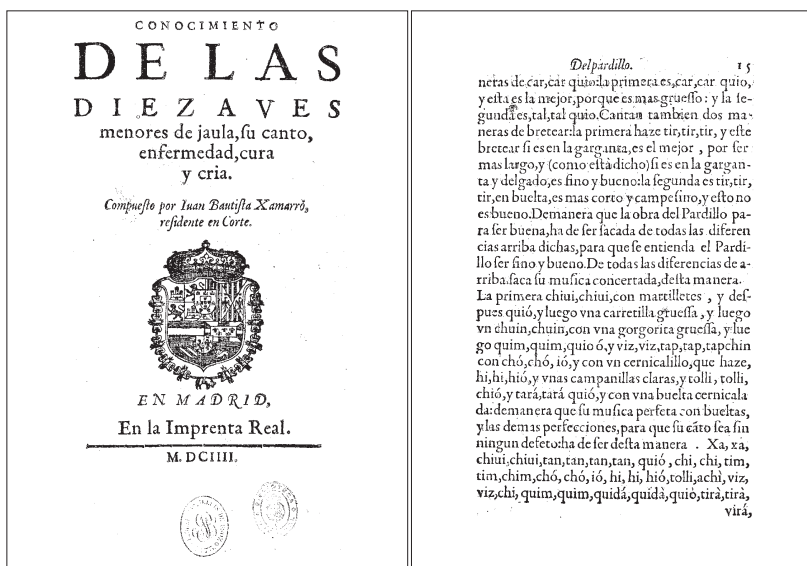 CONOCIMIENTO
DE LAS
DIEZ AVES
menores de jaula, ſu canto,
enfermedad, cura
y cria.
Compueſto por Iuan Bautiſta Xamarrò,
reſidente en Corte.
EN MADRID,
En la Imprenta Real.
M. DCIIII.
Del pardillo. 15
neras de car, car quio: la primera es, car, car quio,
y eſta es la mejor, porque es mas grueſſo: y la ſe-
gunda es, tal, tal quio. Cantan tambien dos ma-
neras de bretear: la primera haze tir, tir, tir, y eſte
bretear ſi es en la garganta, es el mejor, por ſer
mas largo, y (como eſtà dicho) ſi es en la gargan-
ta y delgado, es fino y bueno: la ſegunda es tir, tir,
tir, en buelta, es mas corto y campeſino, y eſto no
es bueno. De manera que la obra del Pardillo pa-
ra ſer buena, ha de ſer ſacada de todas las diferen
cias arriba dichas, para que ſe entienda el Pardi-
llo ſer fino y bueno. De todas las diferencias de a-
rriba. ſaca ſu muſica concertada, deſta manera.
La primera chiui, chiui, con martilletes, y deſ-
pues quió, y luego vna carretilla grueſſa, y luego
vn chuin, chuin, con vna gorgorita grueſſa, y lue
go quim, quim, quio ó, y viz, viz, tap, tap, tapchin
con chó, chó, ió, y con vn cernicalillo, que haze,
hi, hi, hió, y vnas campanillas claras, y tolli, tolli,
chió, y tará, tará quió, y con vna buelta cernicala
da: demanera que ſu muſica perfeta con bueltas,
y las demas perfecciones, para que ſu cãto ſea ſin
ningun defeto: ha de ſer deſta manera. Xa, xa,
chiui, chiui, tan, tan, tan, tan, quió, chi, chi, tim,
tim, chim, chó, chó, ió, hi, hi, hió, tolli, achì, viz,
viz, chi, quim, quim, quidá, quidà, quiò, tirà, tirà,
virá,